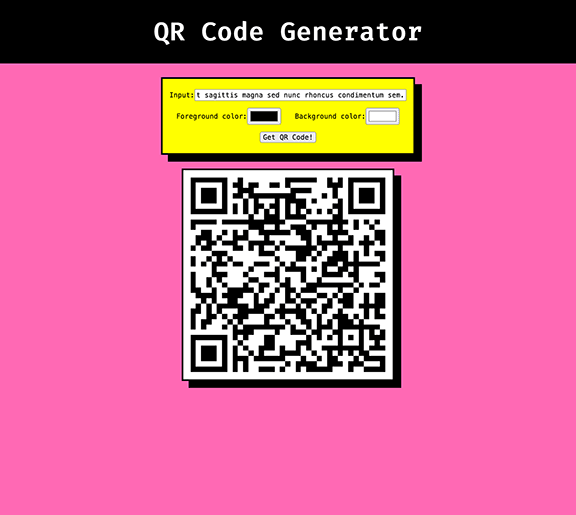 QR Code Generator
Input: t sagittis magna sed nunc rhoncus condimentum sem.
Foreground color: Background color:
Get QR Code!